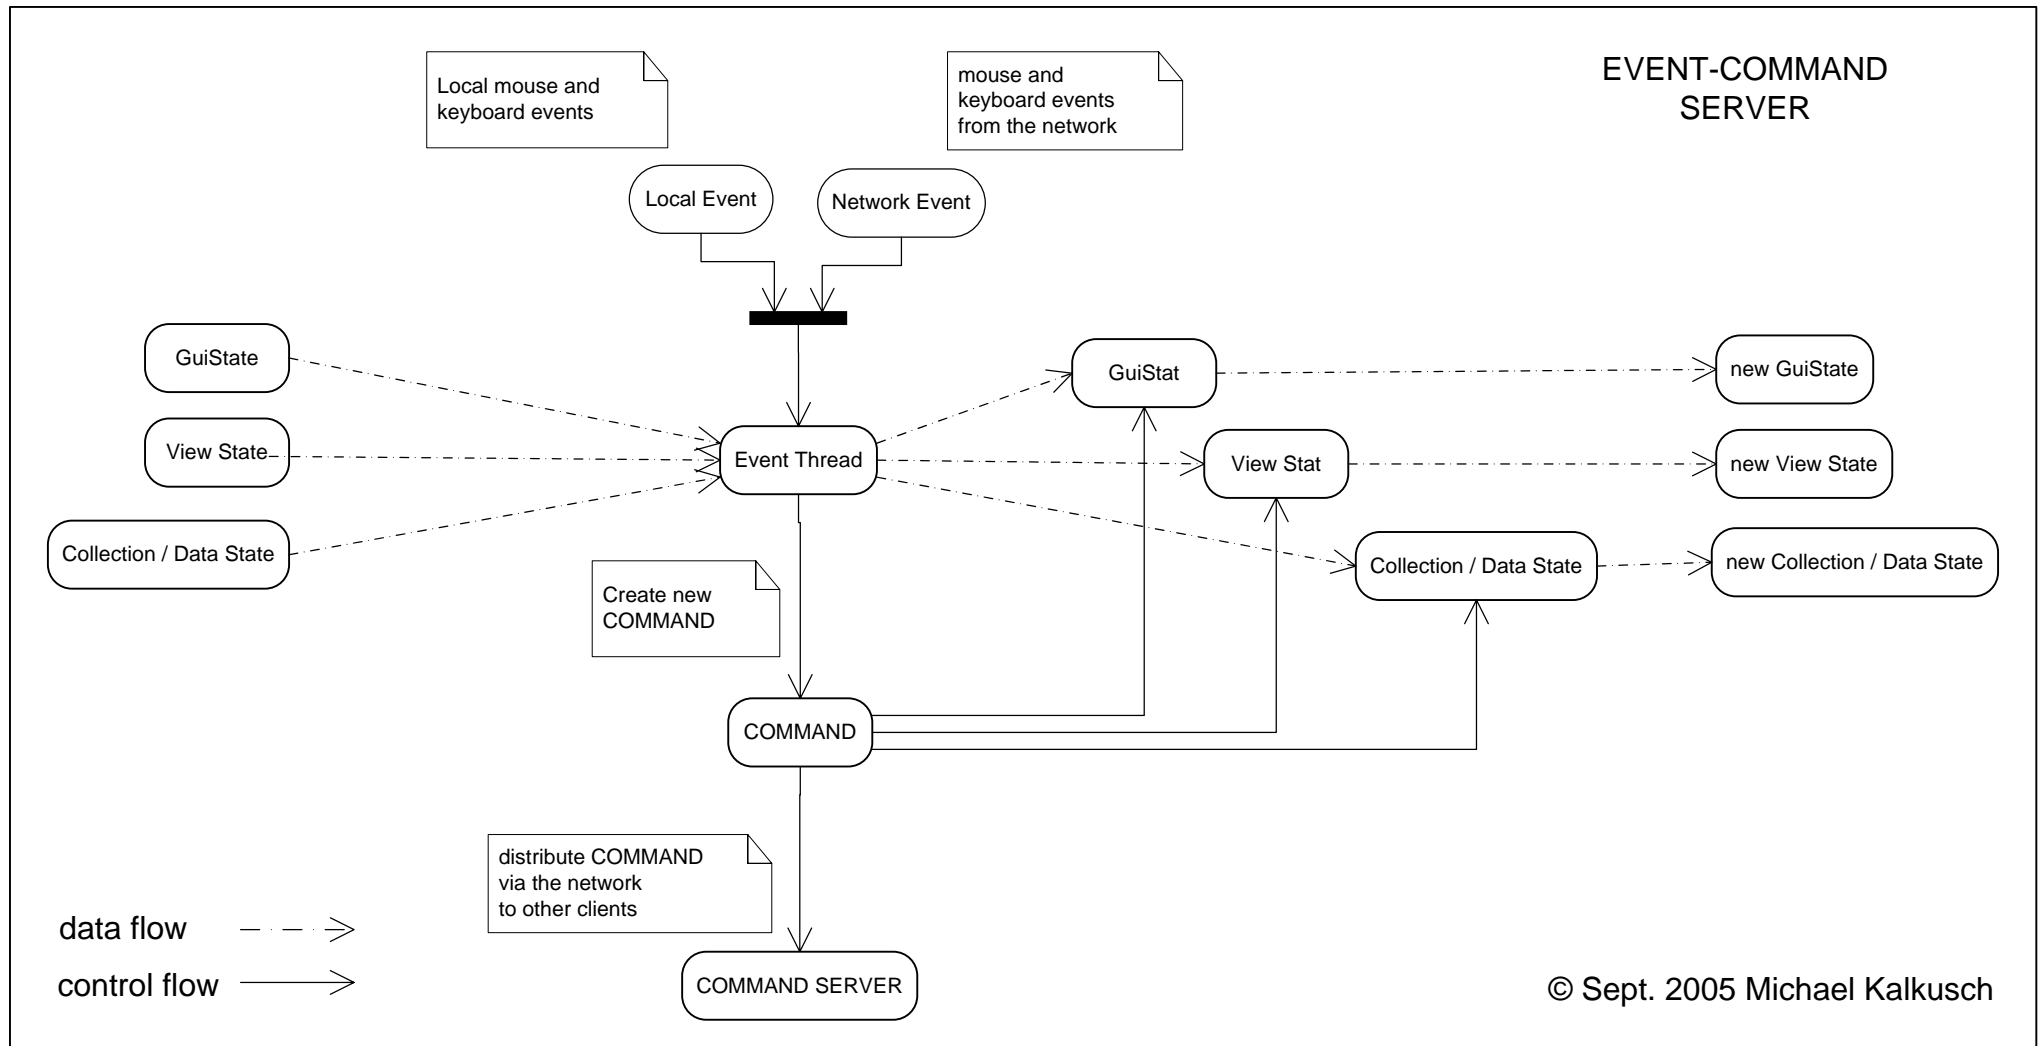 EVENT-COMMAND
SERVER
Local mouse and
keyboard events
mouse and
keyboard events
from the network
Local Event
Network Event
GuiState
GuiStat
new GuiState
View State
Event Thread
View Stat
new View State
Collection / Data State
Collection / Data State
new Collection / Data State
Create new
COMMAND
COMMAND
distribute COMMAND
via the network
to other clients
data flow
control flow
COMMAND SERVER
© Sept. 2005 Michael Kalkusch